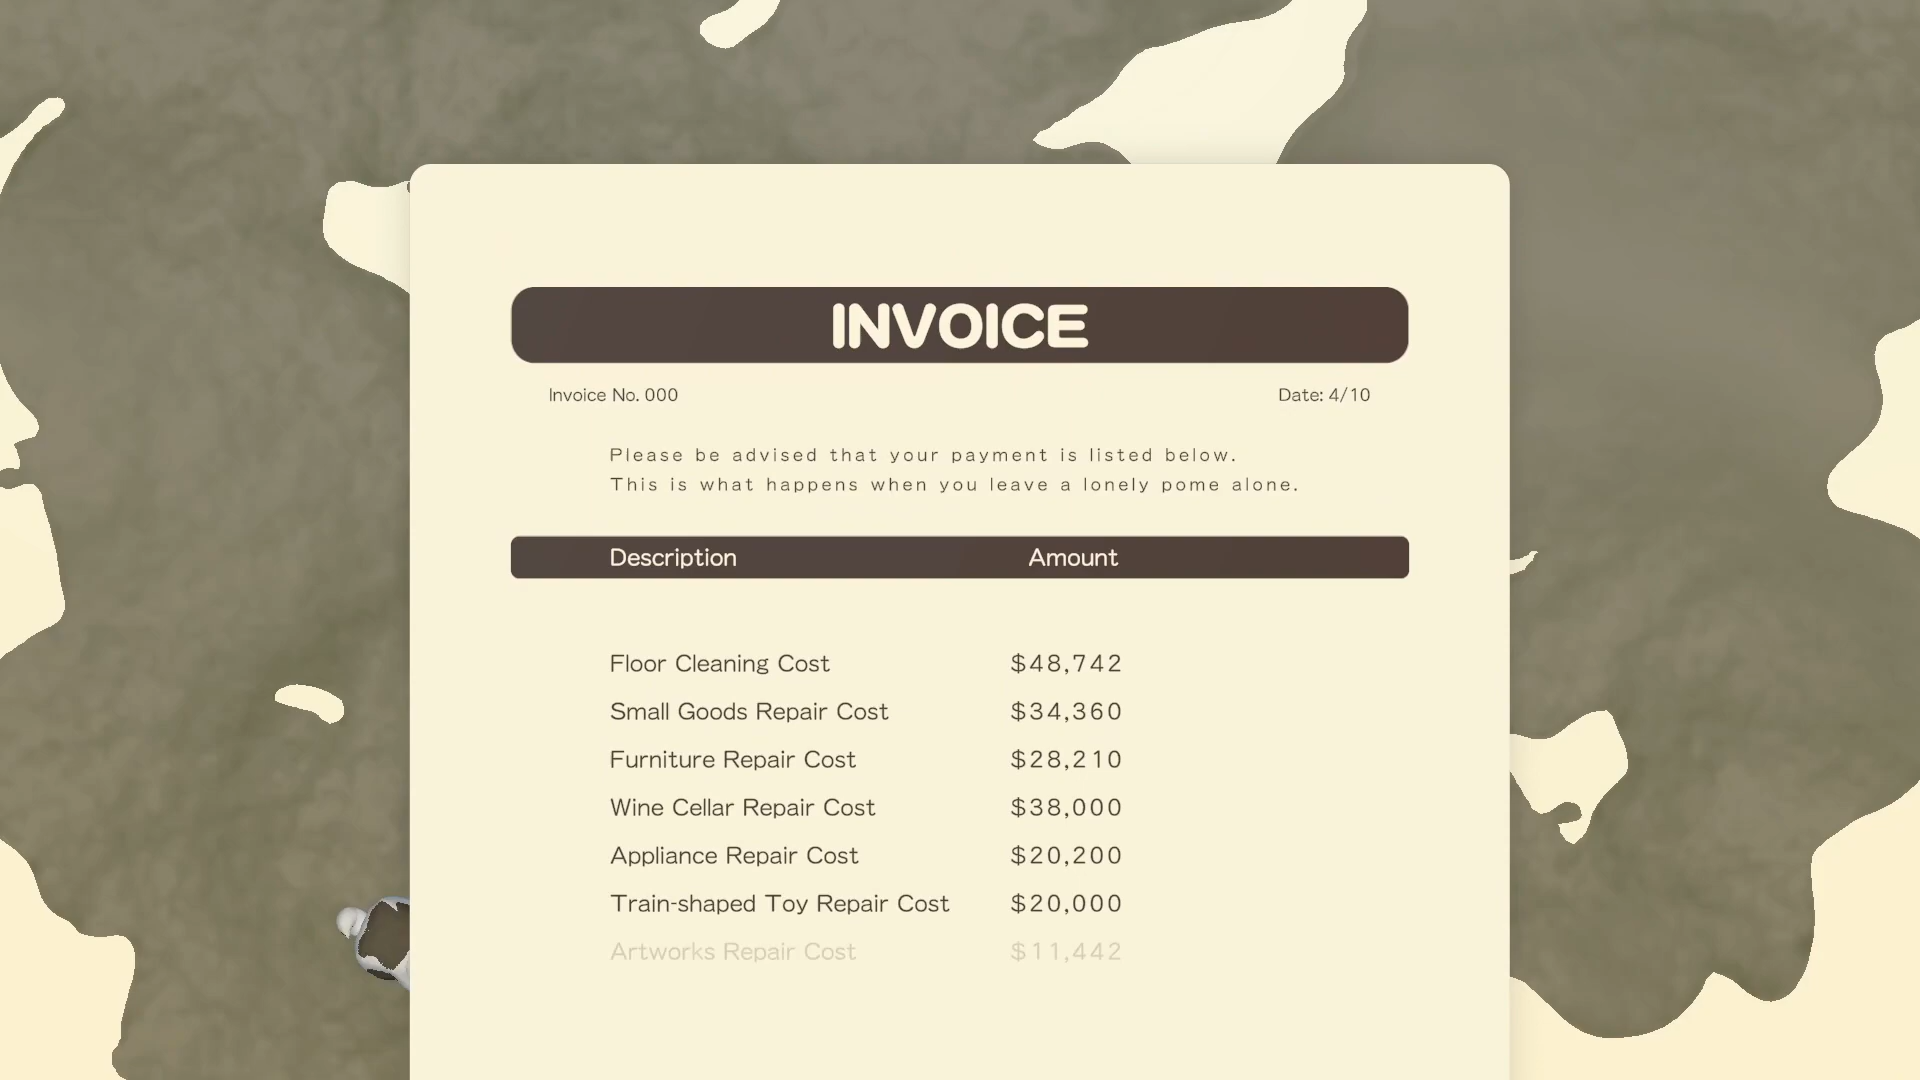 INVOICE
Invoice No. 000 Date: 4/10
Please be advised that your payment is listed below.
This is what happens when you leave a lonely pome alone.
Description Amount
Floor Cleaning Cost $48,742
Small Goods Repair Cost $34,360
Furniture Repair Cost $28,210
Wine Cellar Repair Cost $38,000
Appliance Repair Cost $20,200
Train-shaped Toy Repair Cost $20,000
Artworks Repair Cost $11,442